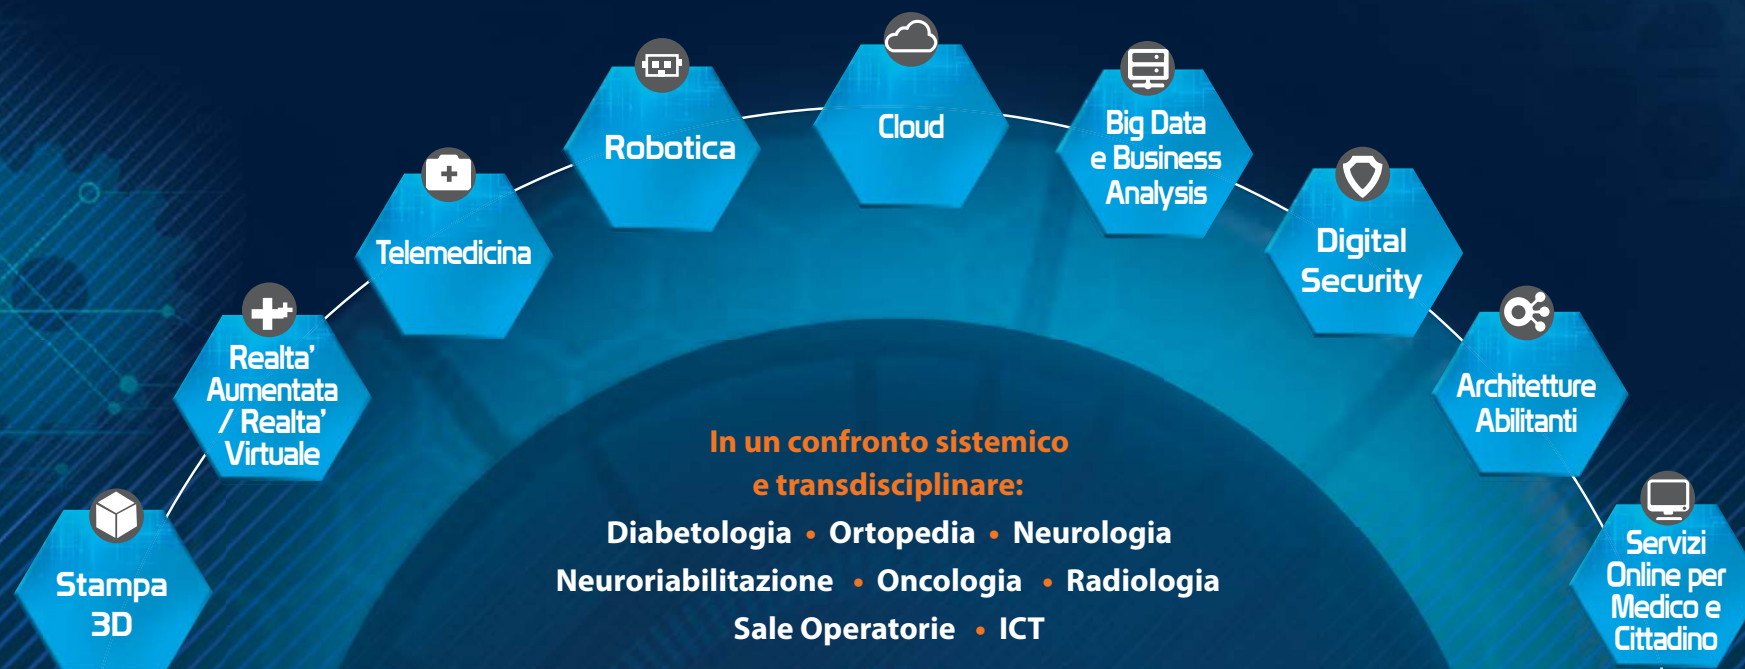 Stampa
3D
Realta'
Aumentata
/ Realta'
Virtuale
Telemedicina
Robotica
Cloud
Big Data
e Business
Analysis
Digital
Security
Architetture
Abilitanti
Servizi
Online per
Medico e
Cittadino
In un confronto sistemico
e transdisciplinare:
Diabetologia • Ortopedia • Neurologia
Neuroriabilitazione • Oncologia • Radiologia
Sale Operatorie • ICT